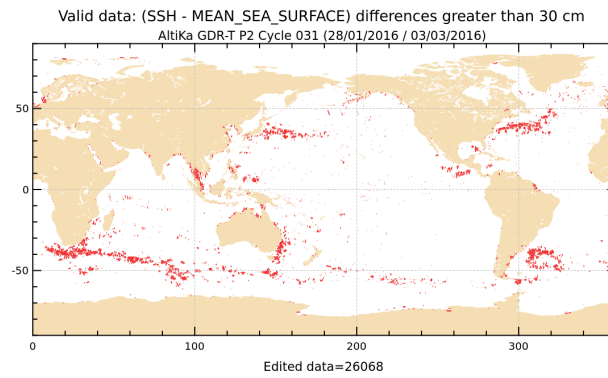 Valid data: (SSH - MEAN_SEA_SURFACE) differences greater than 30 cm
AltiKa GDR-T P2 Cycle 031 (28/01/2016 / 03/03/2016)
50
0
-50
0 100 200 300
Edited data=26068